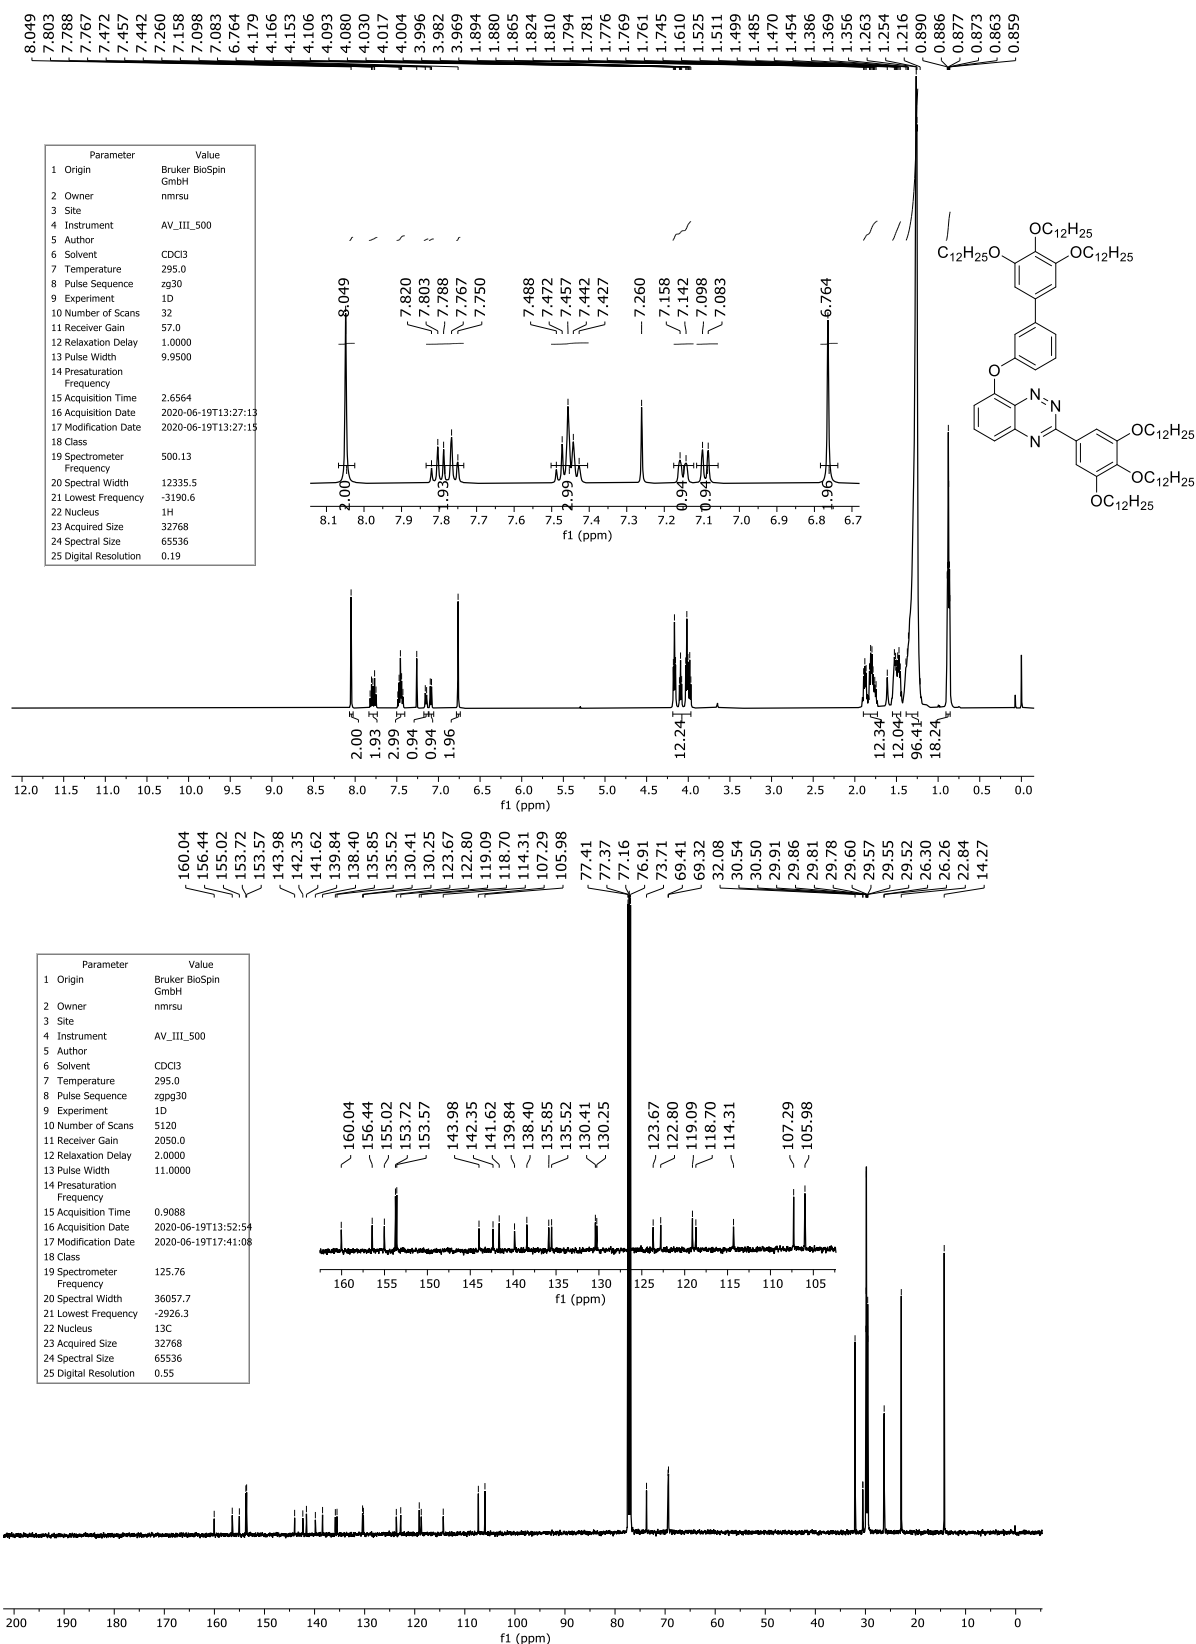 8.049 7.803 7.788 7.767 7.472 7.457 7.442 7.260 7.158 7.098 7.083 6.764 4.179 4.166 4.153 4.106 4.093 4.080 4.030 4.017 4.004 3.996 3.982 3.969 1.894 1.880 1.865 1.824 1.810 1.794 1.781 1.776 1.769 1.761 1.745 1.610 1.525 1.511 1.499 1.485 1.470 1.454 1.386 1.369 1.356 1.263 1.254 1.216 0.890 0.886 0.877 0.873 0.863 0.859
Parameter Value
1 Origin Bruker BioSpin
GmbH
2 Owner nmrsu
3 Site
4 Instrument AV_III_500
5 Author
6 Solvent CDCl3
7 Temperature 295.0
8 Pulse Sequence zg30
9 Experiment 1D
10 Number of Scans 32
11 Receiver Gain 57.0
12 Relaxation Delay 1.0000
13 Pulse Width 9.9500
14 Presaturation
Frequency
15 Acquisition Time 2.6564
16 Acquisition Date 2020-06-19T13:27:13
17 Modification Date 2020-06-19T13:27:15
18 Class
19 Spectrometer 500.13
Frequency
20 Spectral Width 12335.5
21 Lowest Frequency -3190.6
22 Nucleus 1H
23 Acquired Size 32768
24 Spectral Size 65536
25 Digital Resolution 0.19
8.049 7.820 7.803 7.788 7.767 7.750 7.488 7.472 7.457 7.442 7.427 7.260 7.158 7.142 7.098 7.083 6.764
2.00 1.93 2.99 0.94 0.94 1.96
8.1 8.0 7.9 7.8 7.7 7.6 7.5 7.4 7.3 7.2 7.1 7.0 6.9 6.8 6.7
f1 (ppm)
OC12H25
C12H25O OC12H25
O
N
N
N
OC12H25
OC12H25
OC12H25
2.00 1.93 2.99 0.94 0.94 1.96 12.24 12.34 12.04 96.41 18.24
12.0 11.5 11.0 10.5 10.0 9.5 9.0 8.5 8.0 7.5 7.0 6.5 6.0 5.5 5.0 4.5 4.0 3.5 3.0 2.5 2.0 1.5 1.0 0.5 0.0
f1 (ppm)
160.04 156.44 155.02 153.72 153.57 143.98 142.35 141.62 139.84 138.40 135.85 135.52 130.41 130.25 123.67 122.80 119.09 118.70 114.31 107.29 105.98 77.41 77.37 77.16 76.91 73.71 69.41 69.32 32.08 30.54 30.50 29.91 29.86 29.81 29.78 29.60 29.57 29.55 29.52 26.30 26.26 22.84 14.27
Parameter Value
1 Origin Bruker BioSpin
GmbH
2 Owner nmrsu
3 Site
4 Instrument AV_III_500
5 Author
6 Solvent CDCl3
7 Temperature 295.0
8 Pulse Sequence zgpg30
9 Experiment 1D
10 Number of Scans 5120
11 Receiver Gain 2050.0
12 Relaxation Delay 2.0000
13 Pulse Width 11.0000
14 Presaturation
Frequency
15 Acquisition Time 0.9088
16 Acquisition Date 2020-06-19T13:52:54
17 Modification Date 2020-06-19T17:41:08
18 Class
19 Spectrometer 125.76
Frequency
20 Spectral Width 36057.7
21 Lowest Frequency -2926.3
22 Nucleus 13C
23 Acquired Size 32768
24 Spectral Size 65536
25 Digital Resolution 0.55
160.04 156.44 155.02 153.72 153.57 143.98 142.35 141.62 139.84 138.40 135.85 135.52 130.41 130.25 123.67 122.80 119.09 118.70 114.31 107.29 105.98
160 155 150 145 140 135 130 125 120 115 110 105
f1 (ppm)
200 190 180 170 160 150 140 130 120 110 100 90 80 70 60 50 40 30 20 10 0
f1 (ppm)